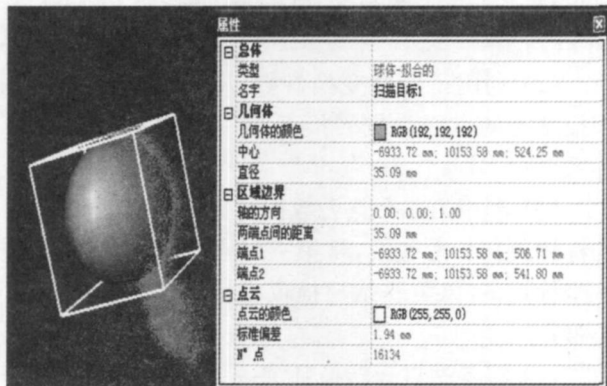 属性
总体
类型 球体-拟合的
名字 扫描目标1
几何体
几何体的颜色 RGB(192,192,192)
中心 -6933.72 mm; 10153.58 mm; 524.25 mm
直径 35.09 mm
区域边界
轴的方向 0.00; 0.00; 1.00
两端点间的距离 35.09 mm
端点1 -6933.72 mm; 10153.58 mm; 506.71 mm
端点2 -6933.72 mm; 10153.58 mm; 541.80 mm
点云
点云的颜色 RGB(255,255,0)
标准偏差 1.94 mm
N° 点 16134